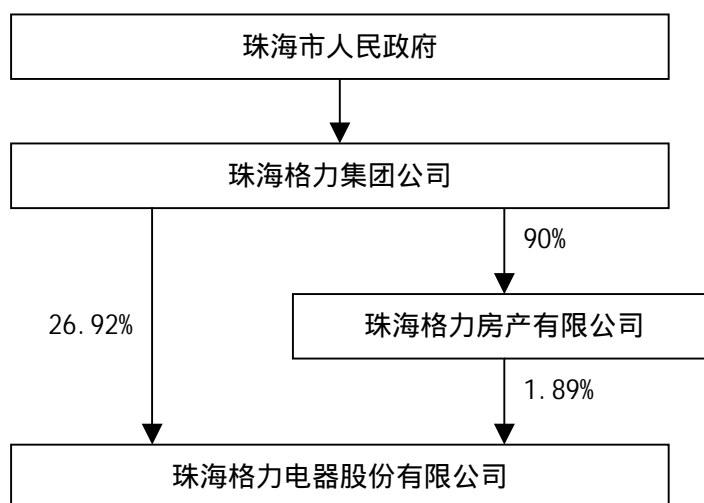 珠海市人民政府
珠海格力集团公司
90%
26.92%
珠海格力房产有限公司
1.89%
珠海格力电器股份有限公司